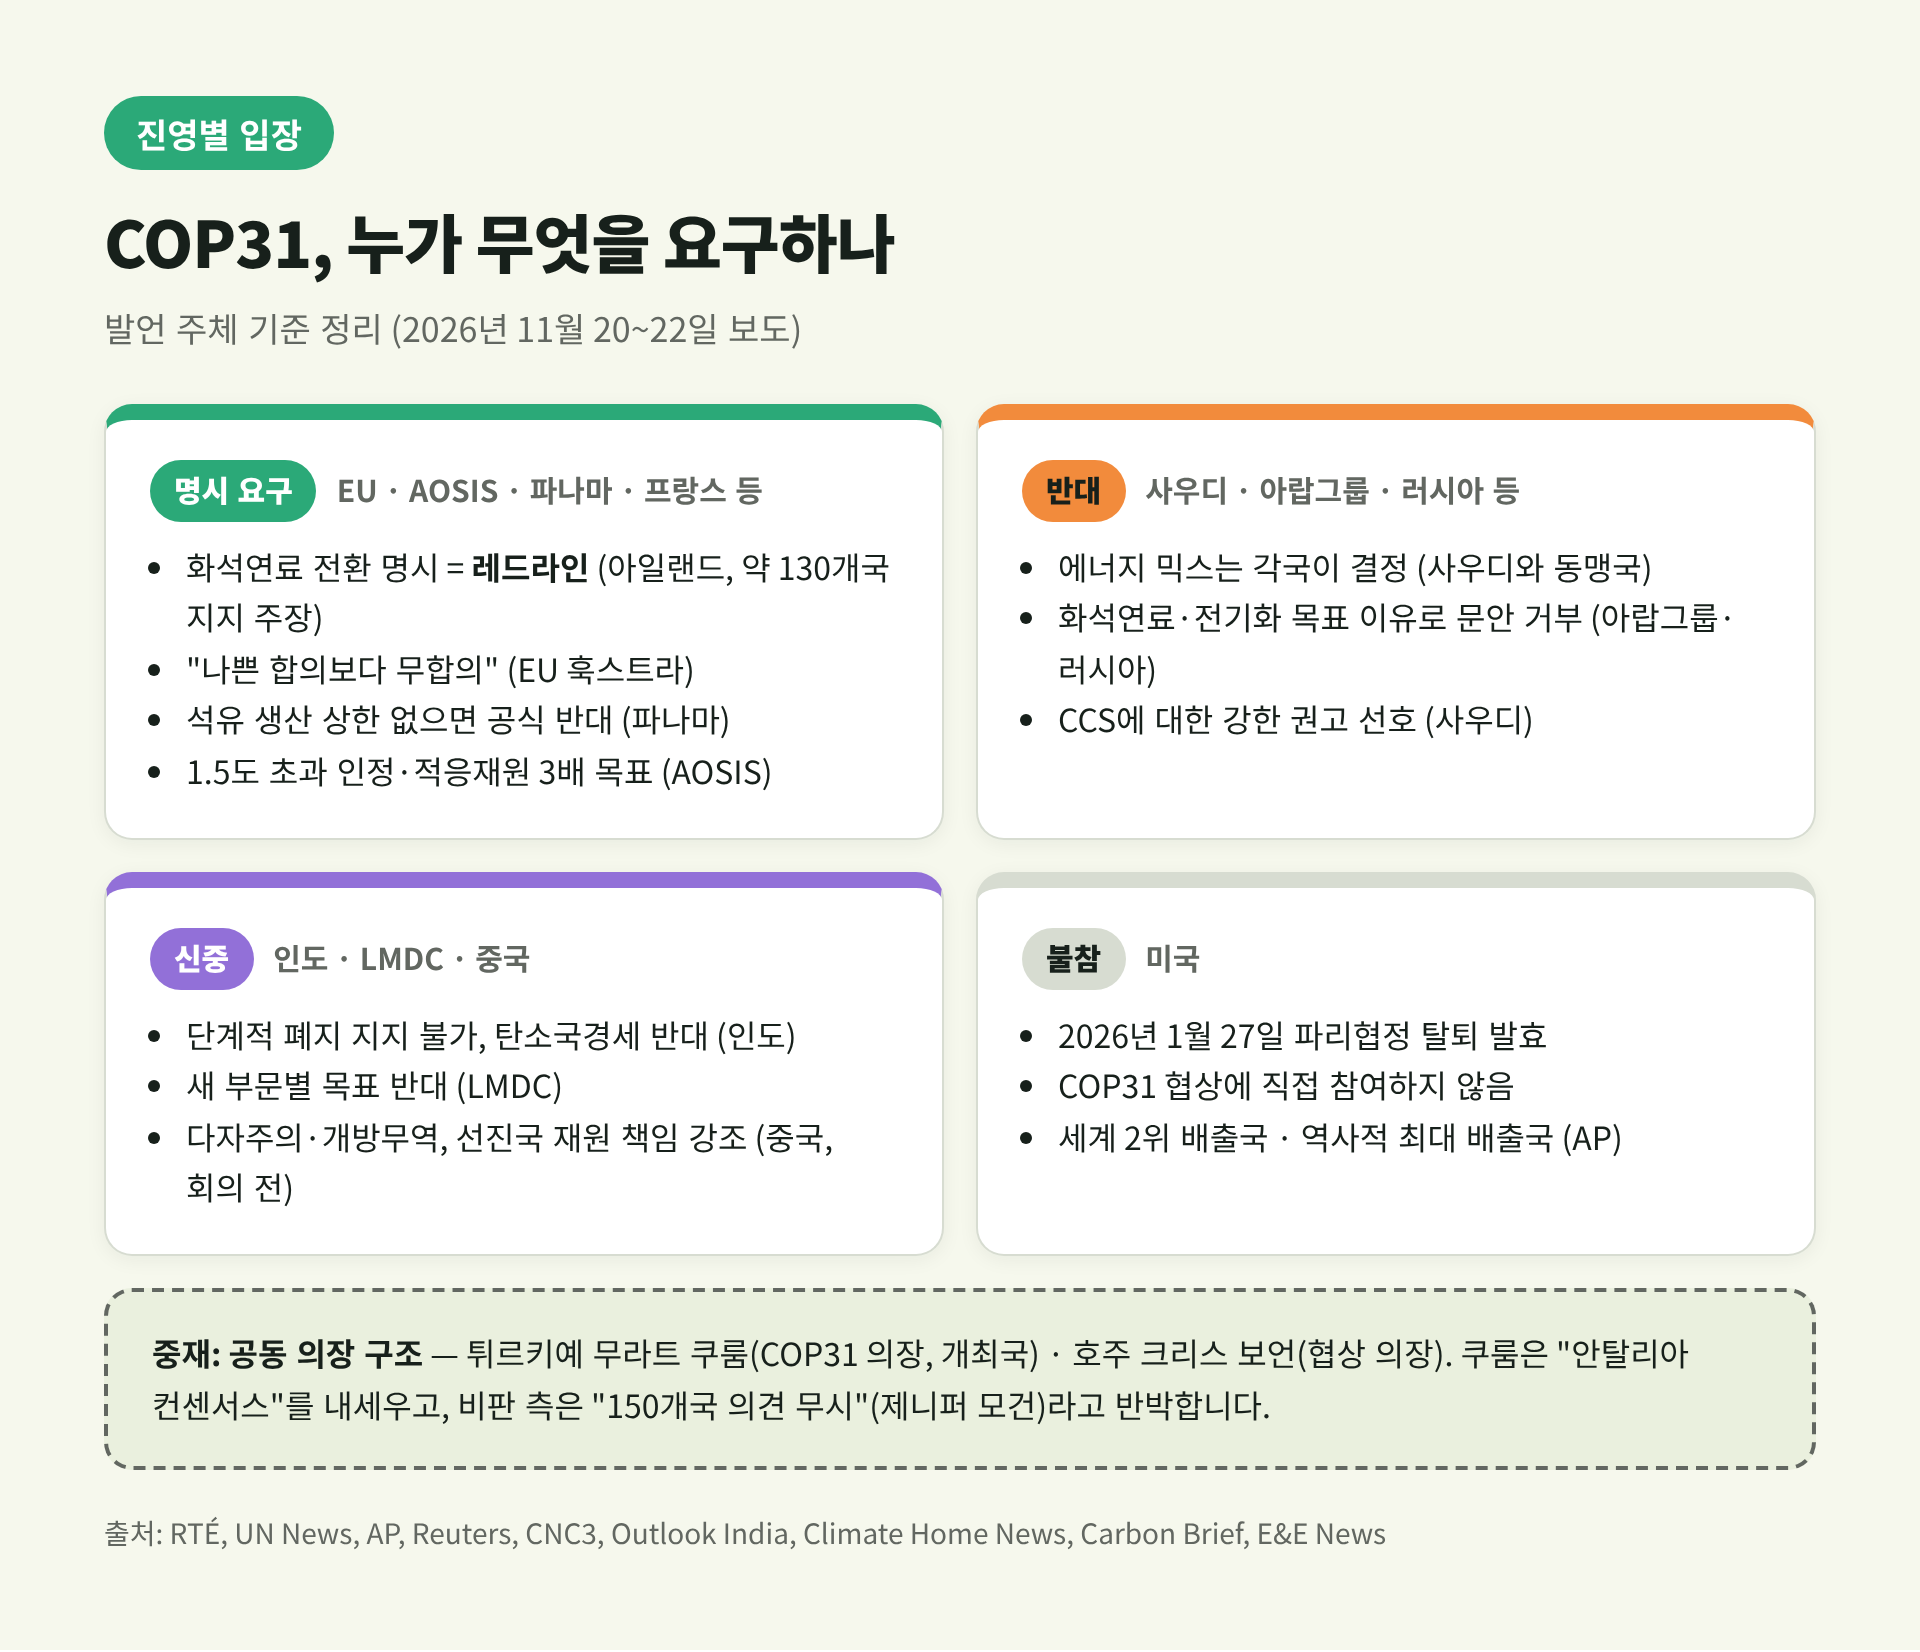 진영별 입장
COP31, 누가 무엇을 요구하나
발언 주체 기준 정리 (2026년 11월 20~22일 보도)
명시 요구 EU · AOSIS · 파나마 · 프랑스 등
• 화석연료 전환 명시 = 레드라인 (아일랜드, 약 130개국
지지 주장)
• "나쁜 합의보다 무합의" (EU 훅스트라)
• 석유 생산 상한 없으면 공식 반대 (파나마)
• 1.5도 초과 인정·적응재원 3배 목표 (AOSIS)
반대 사우디 · 아랍그룹 · 러시아 등
• 에너지 믹스는 각국이 결정 (사우디와 동맹국)
• 화석연료·전기화 목표 이유로 문안 거부 (아랍그룹·
러시아)
• CCS에 대한 강한 권고 선호 (사우디)
신중 인도 · LMDC · 중국
• 단계적 폐지 지지 불가, 탄소국경세 반대 (인도)
• 새 부문별 목표 반대 (LMDC)
• 다자주의·개방무역, 선진국 재원 책임 강조 (중국,
회의 전)
불참 미국
• 2026년 1월 27일 파리협정 탈퇴 발효
• COP31 협상에 직접 참여하지 않음
• 세계 2위 배출국 · 역사적 최대 배출국 (AP)
중재: 공동 의장 구조 — 튀르키예 무라트 쿠룸(COP31 의장, 개최국) · 호주 크리스 보언(협상 의장). 쿠룸은 "안탈리아
컨센서스"를 내세우고, 비판 측은 "150개국 의견 무시"(제니퍼 모건)라고 반박합니다.
출처: RTÉ, UN News, AP, Reuters, CNC3, Outlook India, Climate Home News, Carbon Brief, E&E News